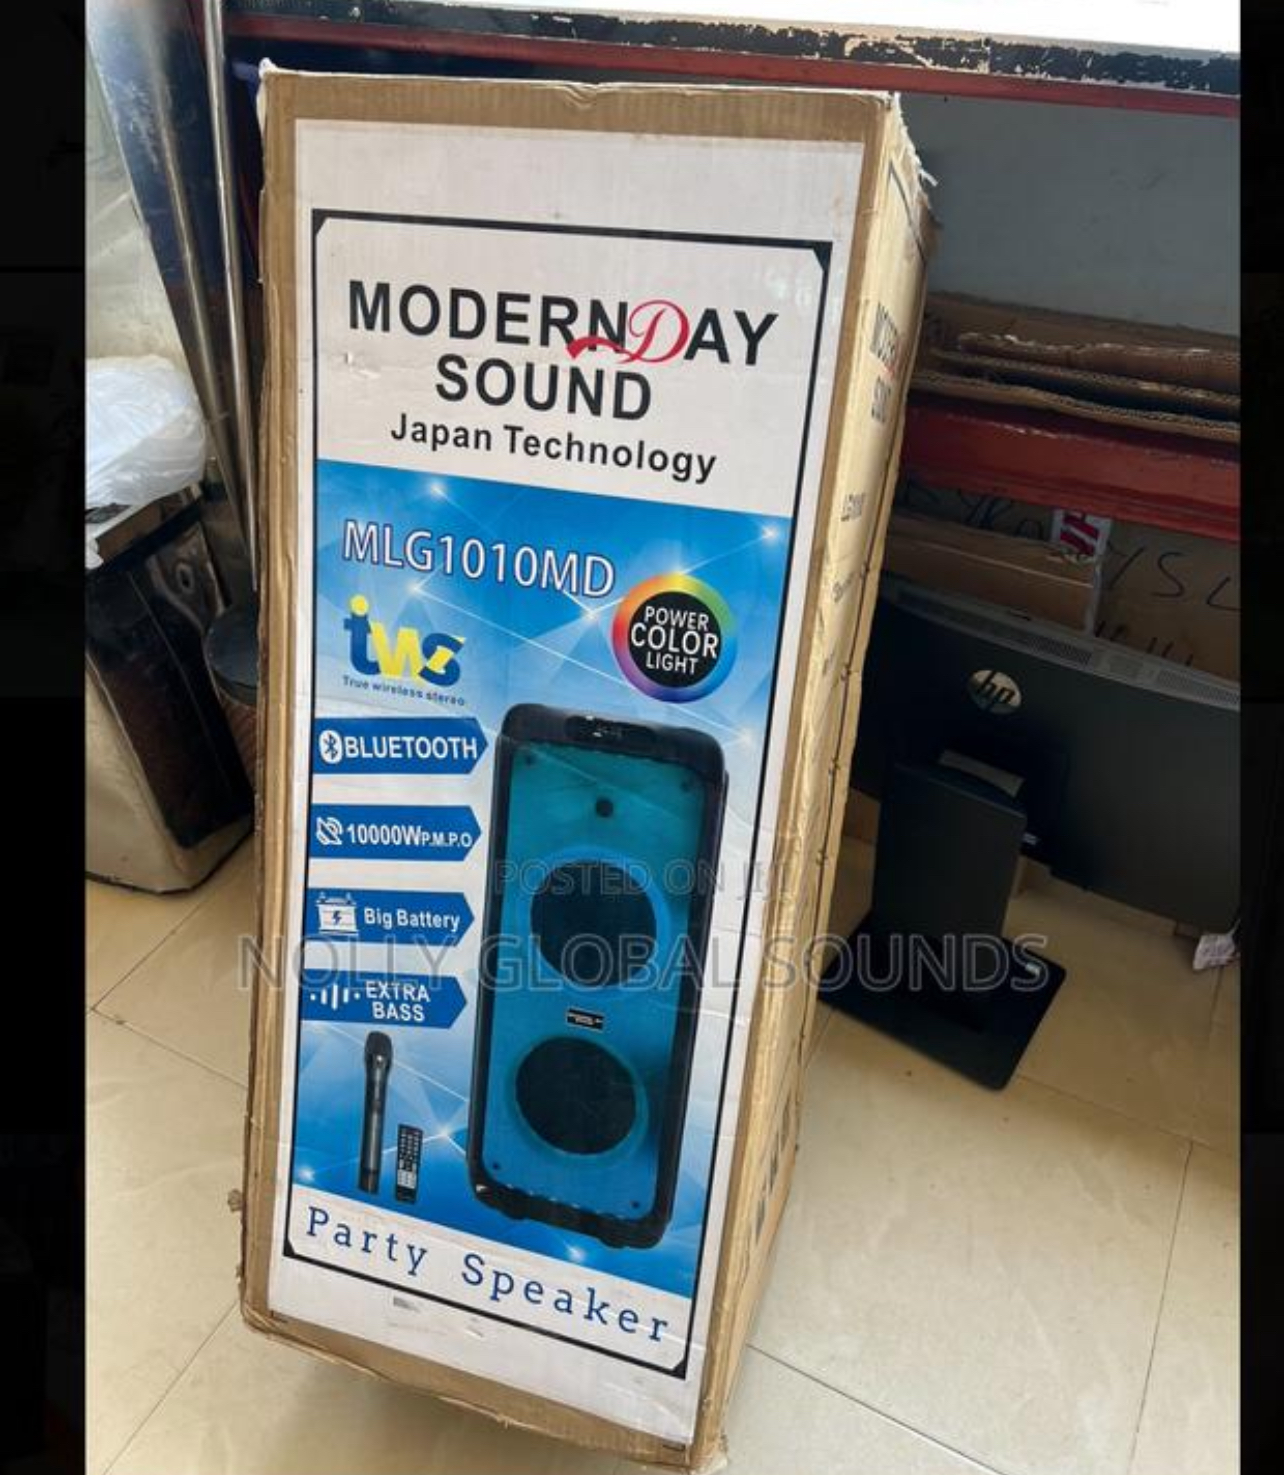 MODERNDAY
SOUND
Japan Technology
MLG1010MD
POWER
COLOR
LIGHT
tws
True wireless stereo
BLUETOOTH
10000WP.M.P.O
Big Battery
EXTRA
BASS
Party Speaker
POSTED ON
NOLLY GLOBAL SOUNDS
hp